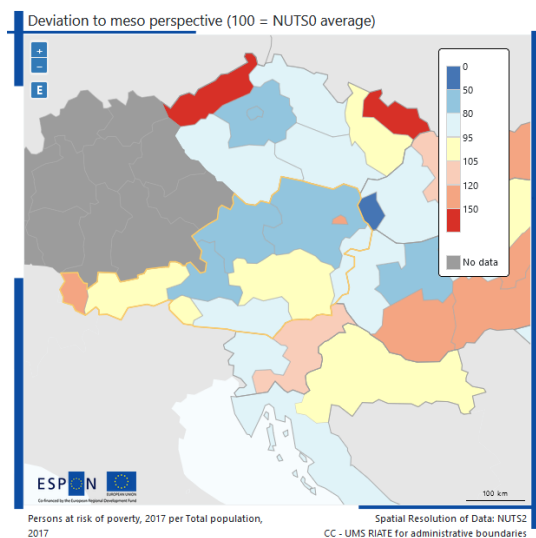 Deviation to meso perspective (100 = NUTS0 average)
+
−
E
0
50
80
95
105
120
150
No data
ESPON
EUROPEAN UNION
Co-financed by the European Regional Development Fund
100 km
Persons at risk of poverty, 2017 per Total population,
2017
Spatial Resolution of Data: NUTS2
CC - UMS RIATE for administrative boundaries